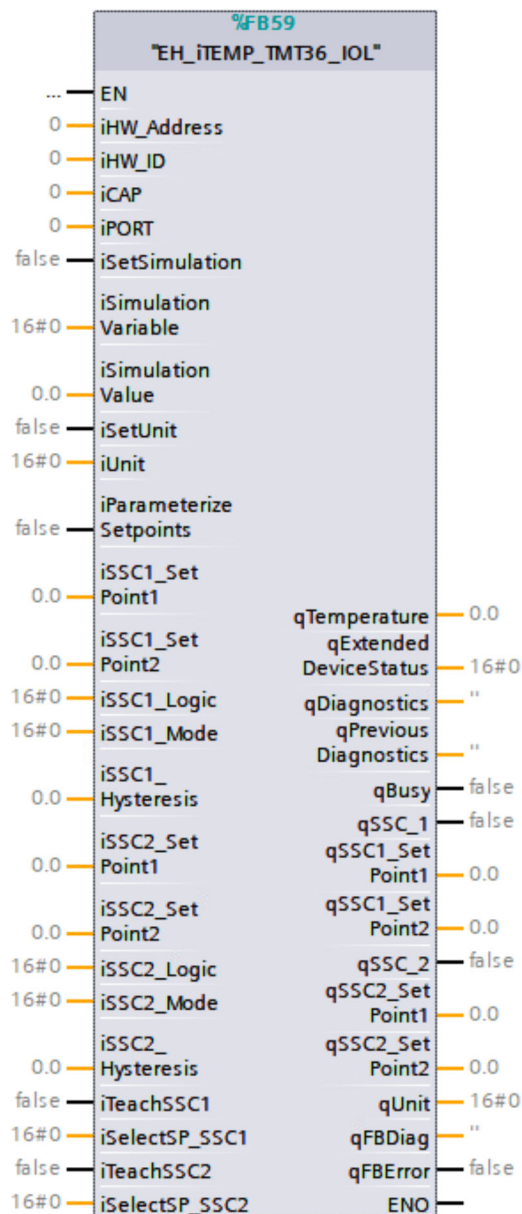 %FB59
"EH_iTEMP_TMT36_IOL"
... EN
0 iHW_Address
0 iHW_ID
0 iCAP
0 iPORT
false iSetSimulation
iSimulation
16#0 Variable
iSimulation
0.0 Value
false iSetUnit
16#0 iUnit
iParameterize
false Setpoints
iSSC1_Set
0.0 Point1
iSSC1_Set
0.0 Point2
16#0 iSSC1_Logic
16#0 iSSC1_Mode
iSSC1_
0.0 Hysteresis
iSSC2_Set
0.0 Point1
iSSC2_Set
0.0 Point2
16#0 iSSC2_Logic
16#0 iSSC2_Mode
iSSC2_
0.0 Hysteresis
false iTeachSSC1
16#0 iSelectSP_SSC1
false iTeachSSC2
16#0 iSelectSP_SSC2
qTemperature 0.0
qExtended
DeviceStatus 16#0
qDiagnostics ''
qPrevious
Diagnostics ''
qBusy false
qSSC_1 false
qSSC1_Set
Point1 0.0
qSSC1_Set
Point2 0.0
qSSC_2 false
qSSC2_Set
Point1 0.0
qSSC2_Set
Point2 0.0
qUnit 16#0
qFBDiag ''
qFBError false
ENO